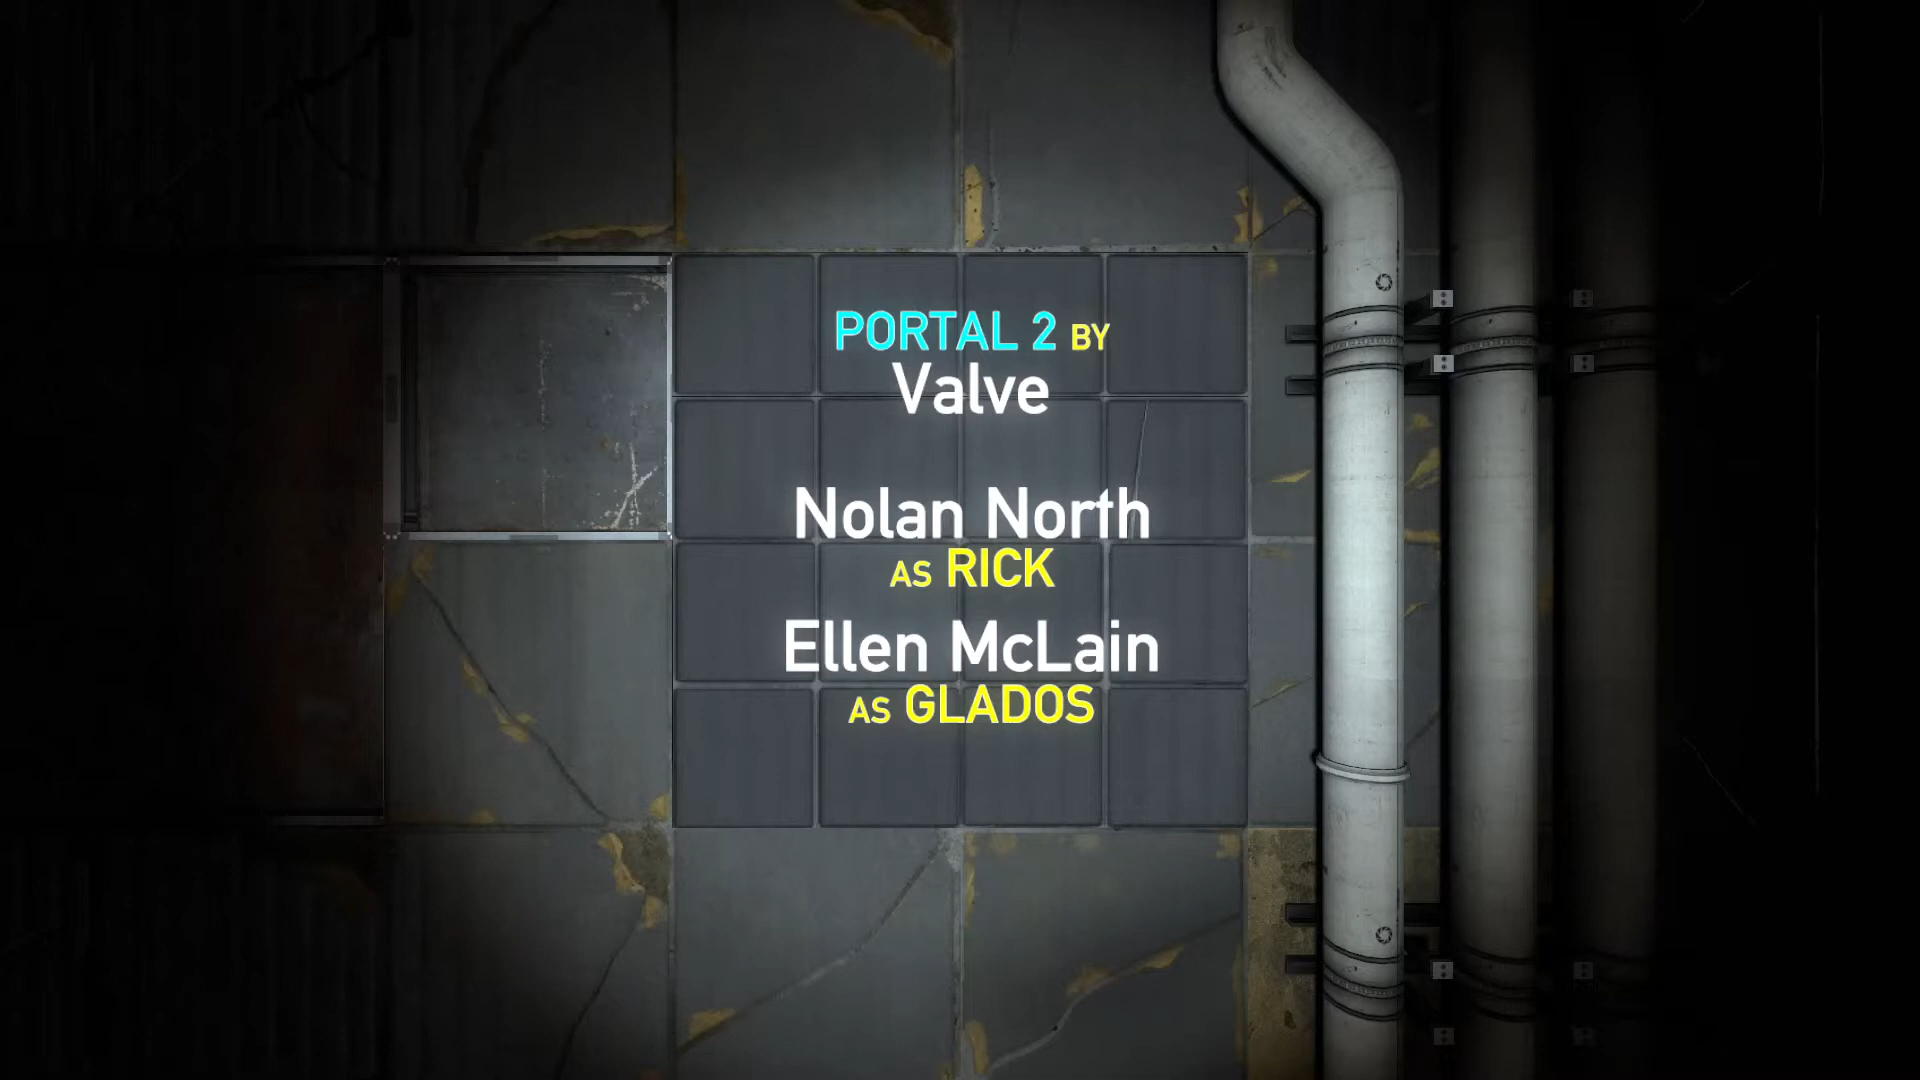 PORTAL 2 BY
Valve
Nolan North
AS RICK
Ellen McLain
AS GLADOS